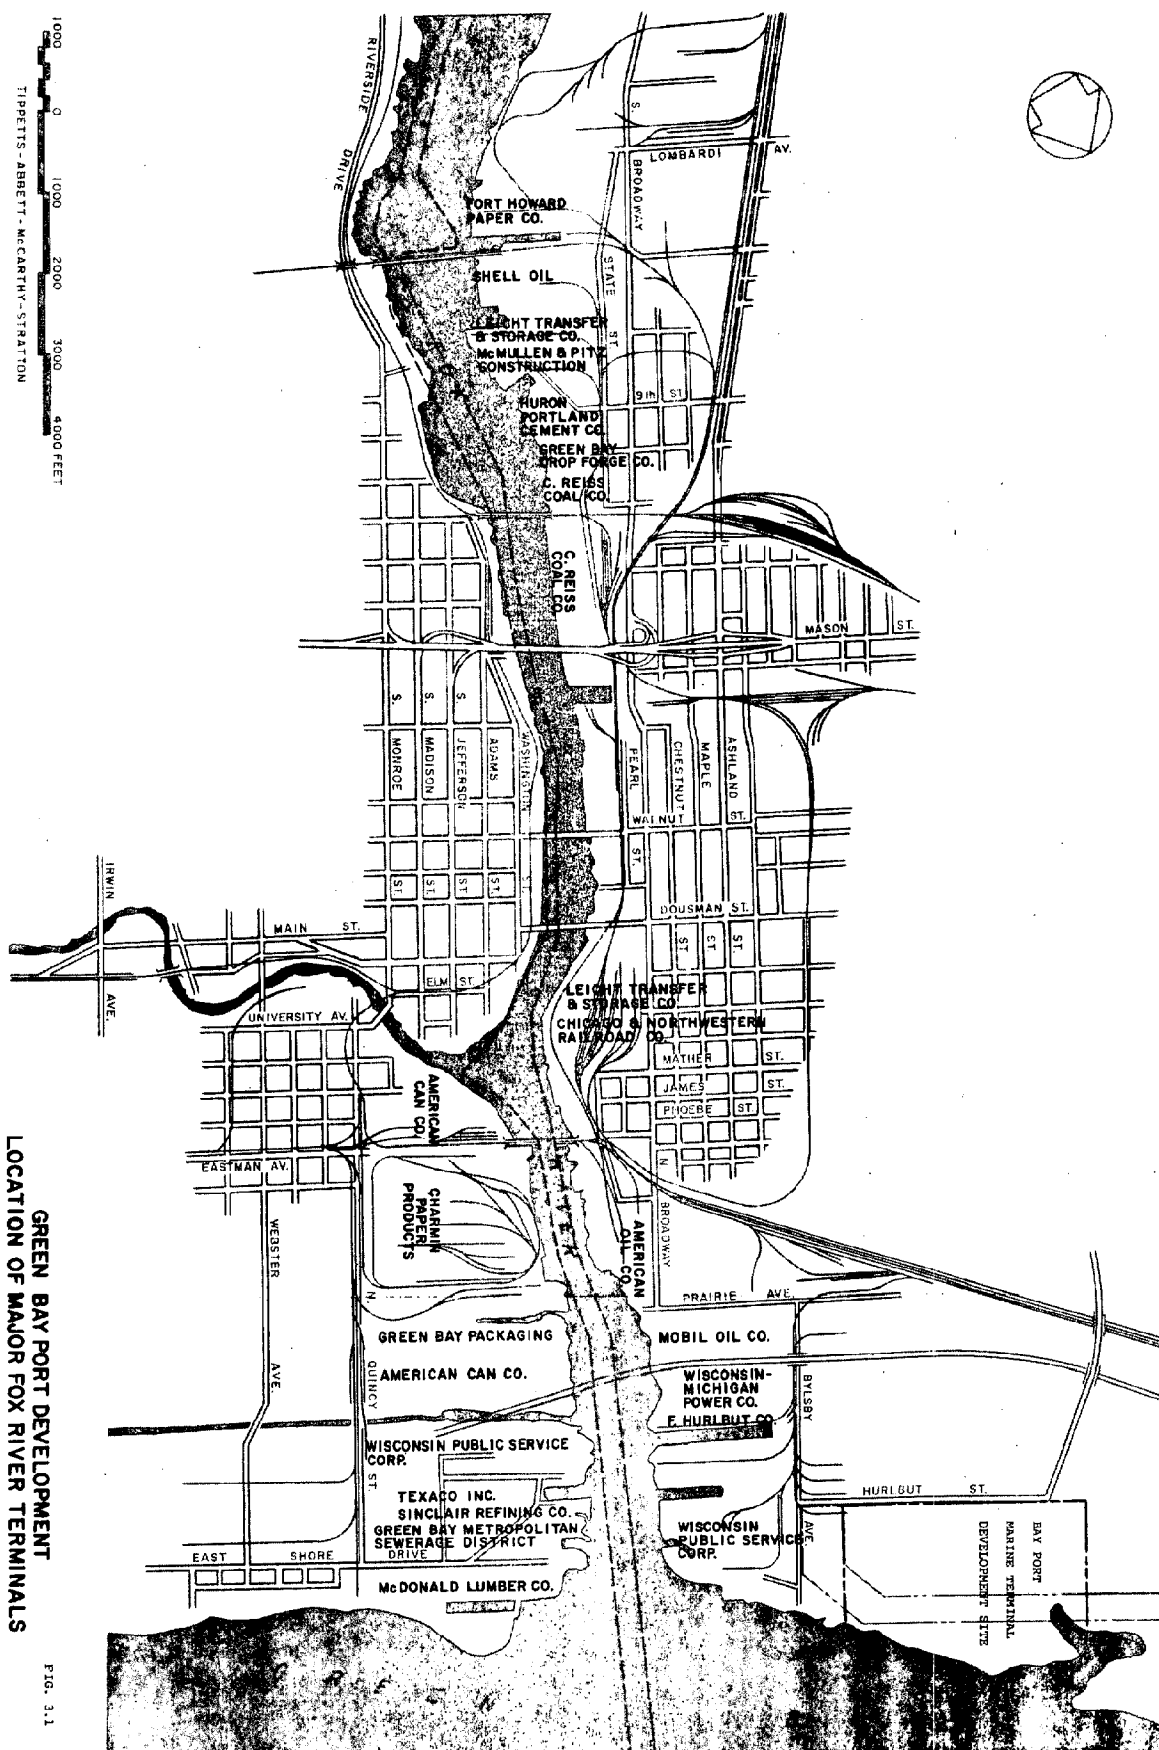 RIVERSIDE DRIVE
S. BROADWAY
LOMBARDI AV.
FORT HOWARD
PAPER CO.
SHELL OIL
STATE ST.
LEIGHT TRANSFER
& STORAGE CO.
McMULLEN & PITZ
CONSTRUCTION
FOX
9th ST.
HURON
PORTLAND
CEMENT CO.
GREEN BAY
DROP FORGE CO.
C. REISS
COAL CO.
C. REISS
COAL CO.
MASON ST.
S. MONROE ST.
S. MADISON ST.
S. JEFFERSON ST.
ADAMS ST.
WASHINGTON ST.
PEARL ST.
CHESTNUT ST.
MAPLE ST.
ASHLAND ST.
WALNUT ST.
DOUSMAN ST.
IRWIN AVE.
MAIN ST.
ELM ST.
UNIVERSITY AV.
LEIGHT TRANSFER
& STORAGE CO.
CHICAGO & NORTHWESTERN
RAILROAD CO.
MATHER ST.
JAMES ST.
PHOEBE ST.
AMERICAN
CAN CO.
EASTMAN AV.
CHARMIN
PAPER
PRODUCTS
RIVER
N. BROADWAY
AMERICAN
OIL CO.
WEBSTER AVE
PRAIRIE AVE.
N. QUINCY ST.
GREEN BAY PACKAGING
MOBIL OIL CO.
AMERICAN CAN CO.
WISCONSIN-
MICHIGAN
POWER CO.
F. HURLBUT CO.
BYLSBY AVE.
WISCONSIN PUBLIC SERVICE
CORP.
HURLBUT ST.
TEXACO INC.
SINCLAIR REFINING CO.
GREEN BAY METROPOLITAN
SEWERAGE DISTRICT
WISCONSIN
PUBLIC SERVICE
CORP.
EAST SHORE DRIVE
McDONALD LUMBER CO.
BAY PORT
MARINE TERMINAL
DEVELOPMENT SITE
1000 0 1000 2000 3000 4000 FEET
TIPPETTS-ABBETT-McCARTHY-STRATTON
GREEN BAY PORT DEVELOPMENT
LOCATION OF MAJOR FOX RIVER TERMINALS
FIG. 3.1